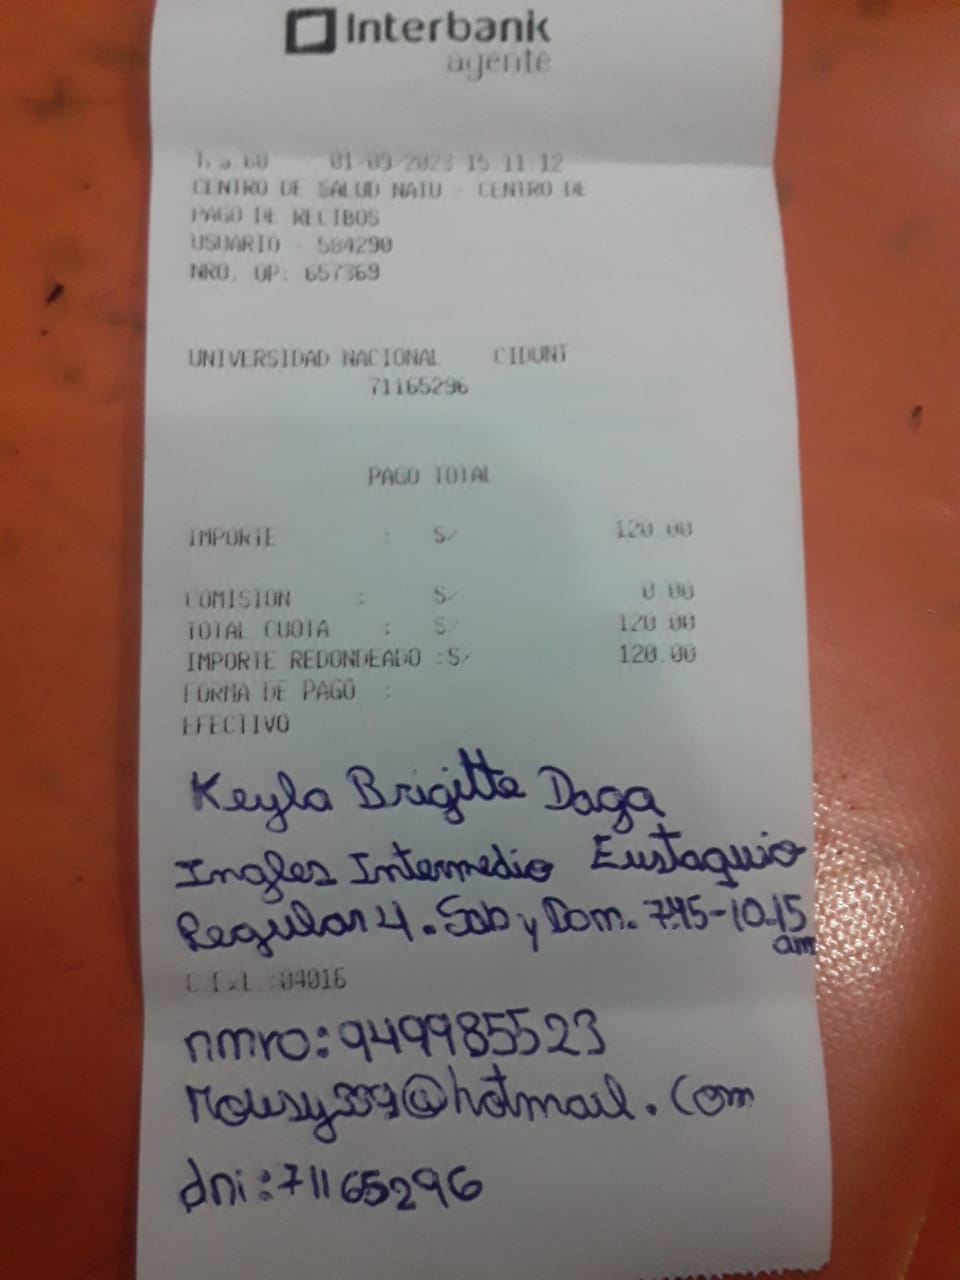 Interbank
agente
01/09/2023 15.11.12
CENTRO DE SALUD NATU - CENTRO DE
PAGO DE RECIBOS
USUARIO - 584290
NRO. OP: 657369
UNIVERSIDAD NACIONAL CIDUNT
71165296
PAGO TOTAL
IMPORTE : S/ 120.00
COMISION : S/ 0.00
TOTAL CUOTA : S/ 120.00
IMPORTE REDONDEADO :S/ 120.00
FORMA DE PAGO :
EFECTIVO
Keyla Brigitte Daga
Ingles Intermedio Eustaquio
Regular 4. Sab y Dom. 7:45-10:15
am
C.ExL.:04016
nmro: 949985523
@hotmail.com
dni: 71165296